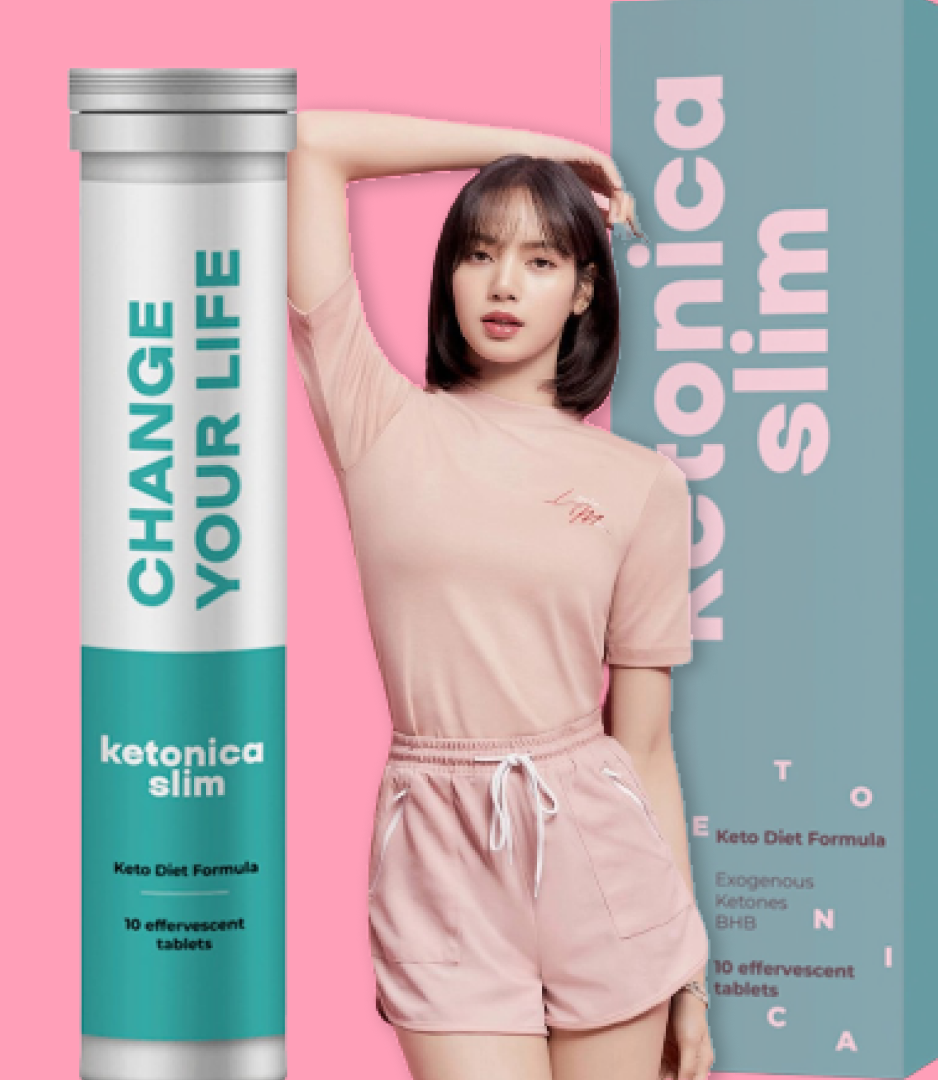 CHANGE
YOUR LIFE
ketonica
slim
Keto Diet Formula
10 effervescent
tablets
ketonica
slim
T
O
E
Keto Diet Formula
Exogenous
Ketones
BHB
N
I
10 effervescent
tablets
C
A